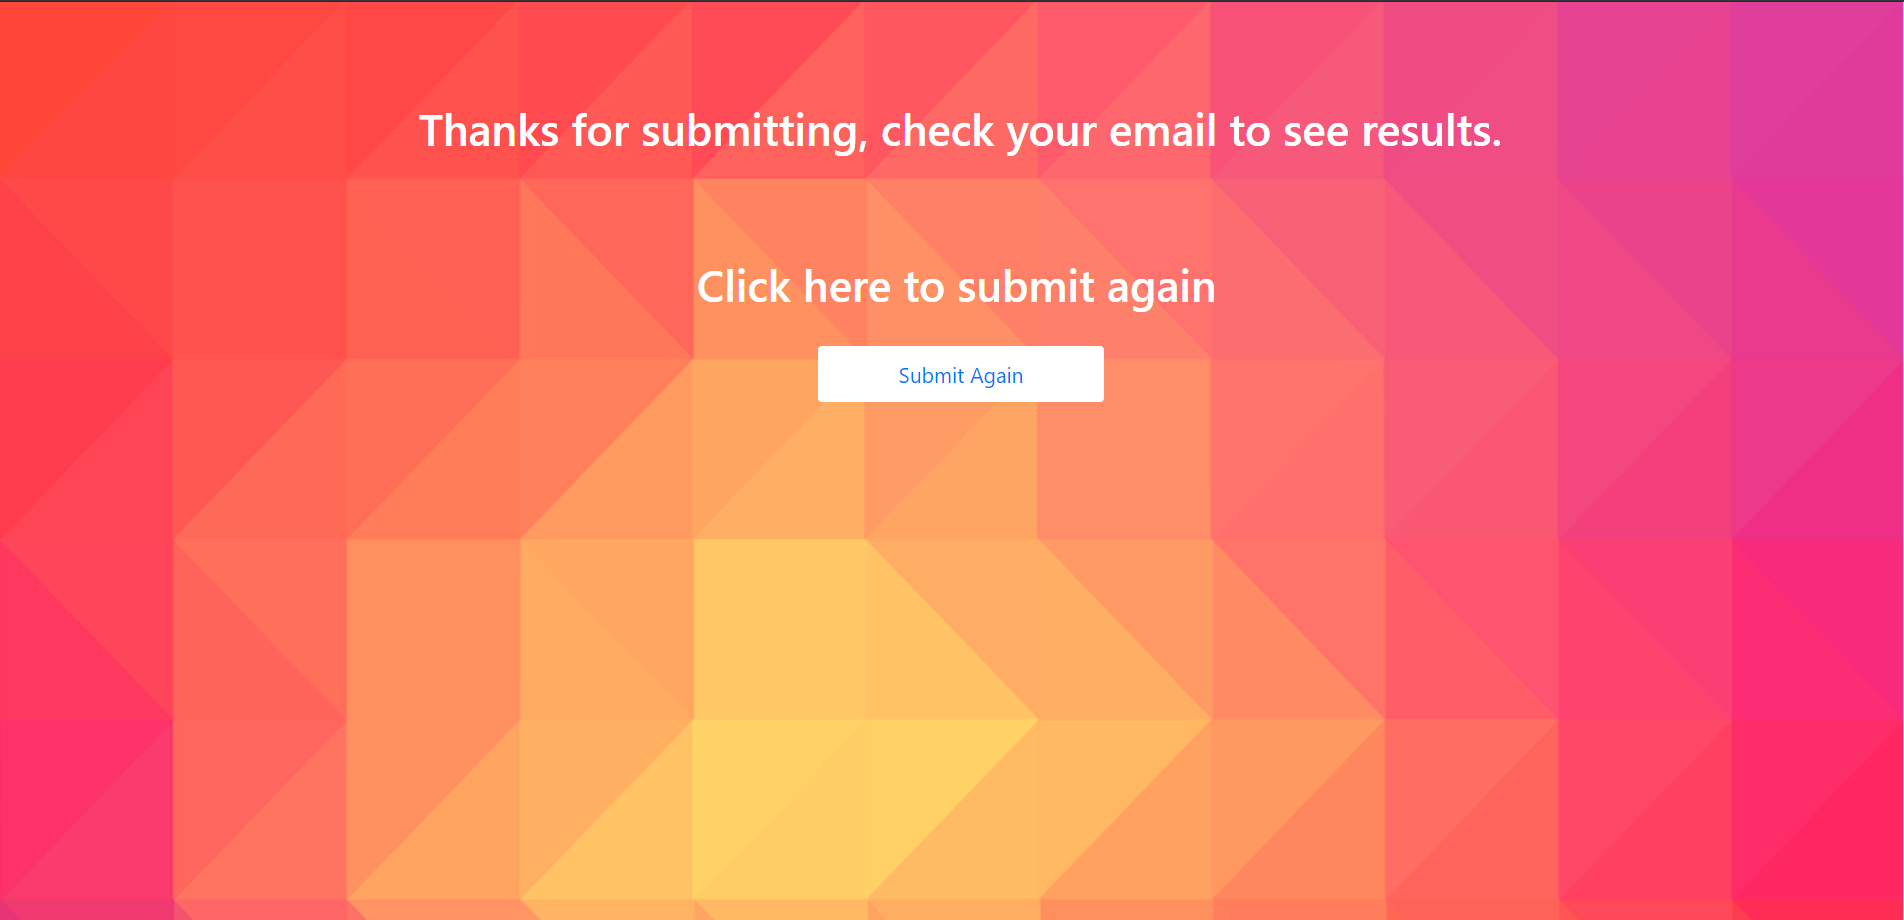 Thanks for submitting, check your email to see results.
Click here to submit again
Submit Again